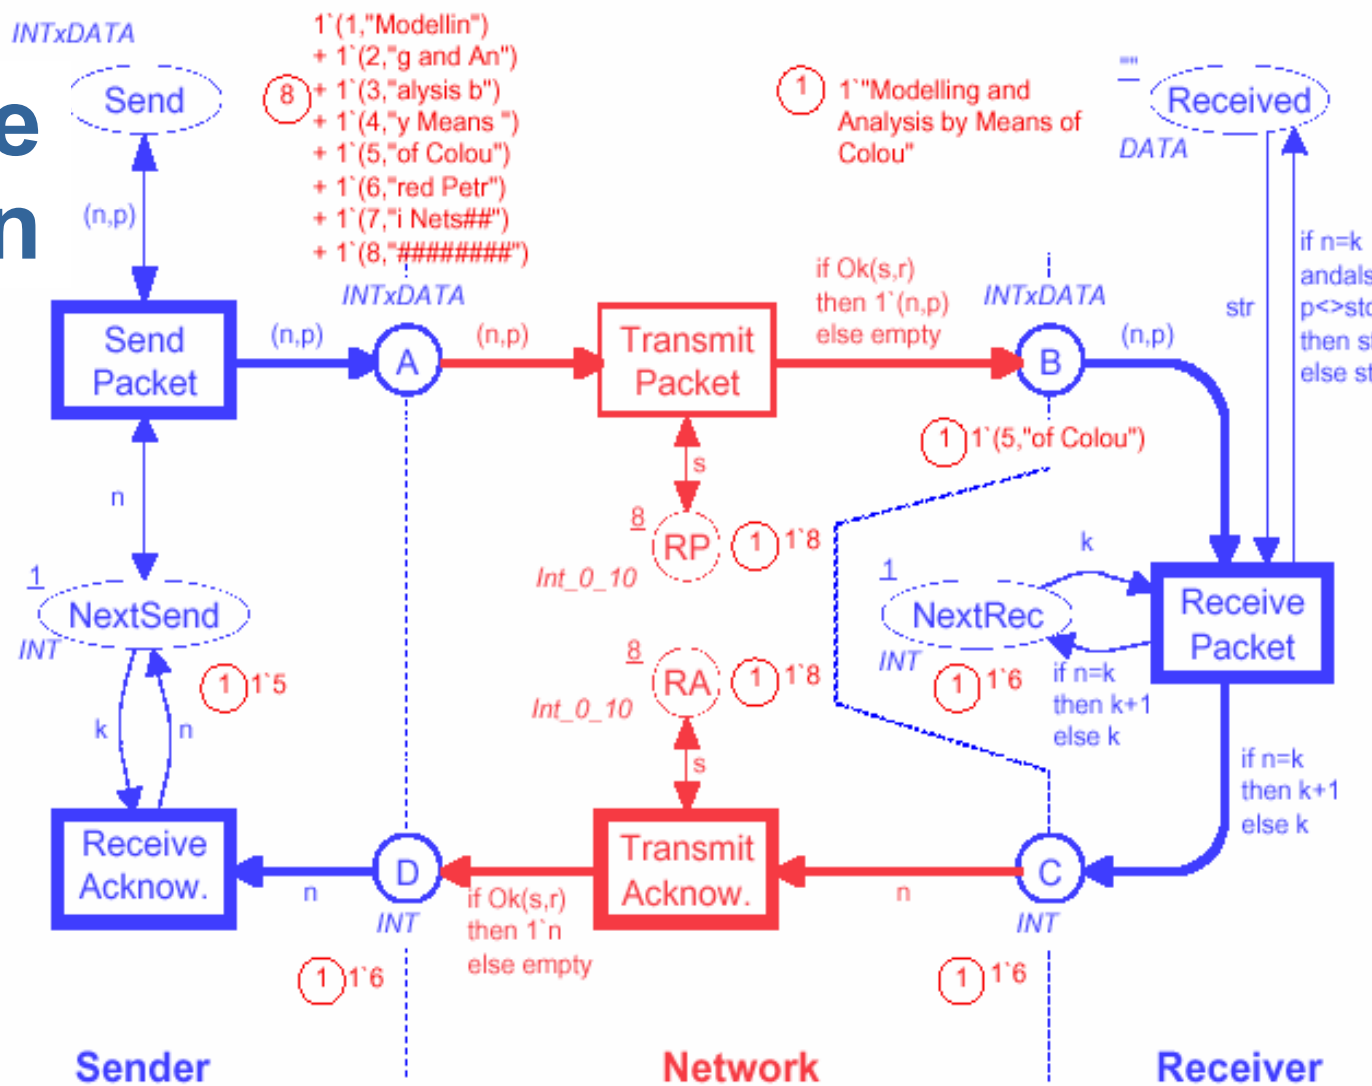 INTxDATA
e
n
Send
8
1`(1,"Modellin")
+ 1`(2,"g and An")
+ 1`(3,"alysis b")
+ 1`(4,"y Means ")
+ 1`(5,"of Colou")
+ 1`(6,"red Petr")
+ 1`(7,"i Nets##")
+ 1`(8,"########")
1
1`"Modelling and
Analysis by Means of
Colou"
""
Received
DATA
(n,p)
if n=k
andals
p<>sto
then st
else st
str
INTxDATA
if Ok(s,r)
then 1`(n,p)
else empty
INTxDATA
Send
Packet
(n,p)
A
(n,p)
Transmit
Packet
B
(n,p)
1
1`(5,"of Colou")
n
s
8
RP
1
1`8
Int_0_10
1
NextSend
INT
1
1`5
k
n
8
RA
1
1`8
Int_0_10
s
1
NextRec
INT
1
1`6
k
if n=k
then k+1
else k
Receive
Packet
if n=k
then k+1
else k
Receive
Acknow.
n
D
INT
if Ok(s,r)
then 1`n
else empty
Transmit
Acknow.
n
C
INT
1
1`6
1
1`6
Sender
Network
Receiver